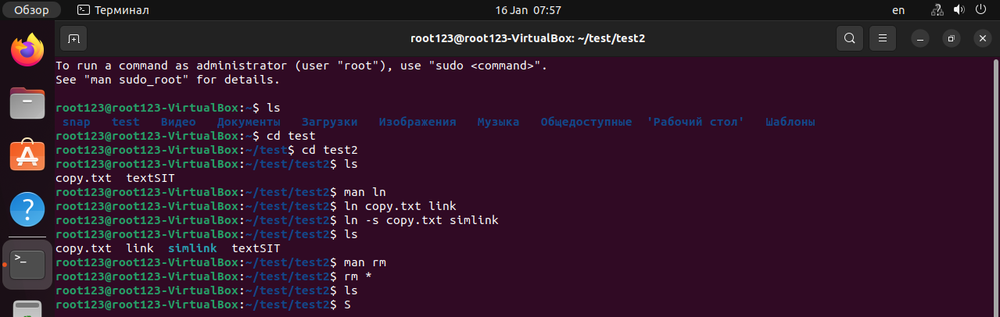 Обзор Терминал 16 Jan 07:57 en
root123@root123-VirtualBox: ~/test/test2
To run a command as administrator (user "root"), use "sudo <command>".
See "man sudo_root" for details.
root123@root123-VirtualBox:~$ ls
snap test Видео Документы Загрузки Изображения Музыка Общедоступные 'Рабочий стол' Шаблоны
root123@root123-VirtualBox:~$ cd test
root123@root123-VirtualBox:~/test$ cd test2
root123@root123-VirtualBox:~/test/test2$ ls
copy.txt textSIT
root123@root123-VirtualBox:~/test/test2$ man ln
root123@root123-VirtualBox:~/test/test2$ ln copy.txt link
root123@root123-VirtualBox:~/test/test2$ ln -s copy.txt simlink
root123@root123-VirtualBox:~/test/test2$ ls
copy.txt link simlink textSIT
root123@root123-VirtualBox:~/test/test2$ man rm
root123@root123-VirtualBox:~/test/test2$ rm *
root123@root123-VirtualBox:~/test/test2$ ls
root123@root123-VirtualBox:~/test/test2$ S